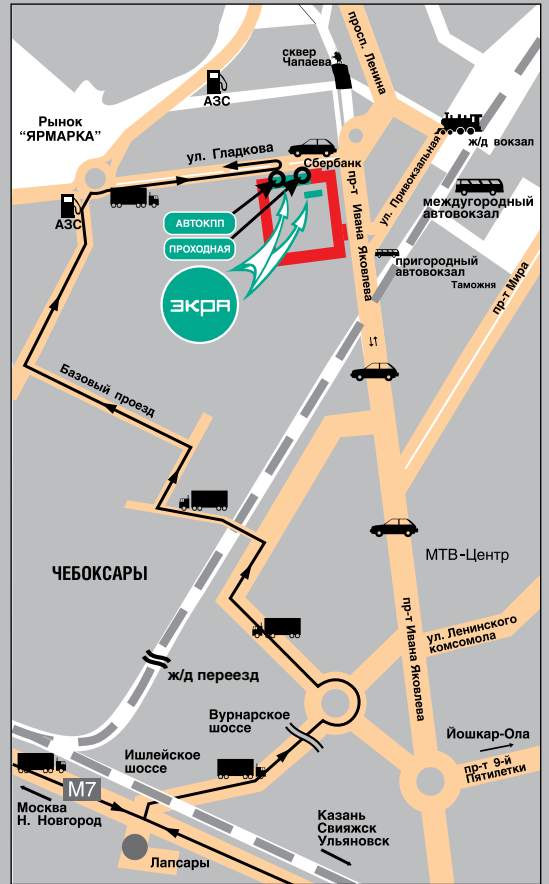 просп. Ленина
сквер
Чапаева
АЗС
Рынок
"ЯРМАРКА"
ул. Гладкова
Сбербанк
ж/д вокзал
ул. Привокзальная
междугородный
автовокзал
АЗС
АВТОКПП
ПРОХОДНАЯ
ЭКРА
пр-т Ивана Яковлева
пригородный
автовокзал
Таможня
пр-т Мира
Базовый проезд
МТВ-Центр
ЧЕБОКСАРЫ
пр-т Ивана Яковлева
ул. Ленинского
комсомола
ж/д переезд
Вурнарское
шоссе
Йошкар-Ола
Ишлейское
шоссе
пр-т 9-й
Пятилетки
М7
Москва
Н. Новгород
Казань
Свияжск
Ульяновск
Лапсары